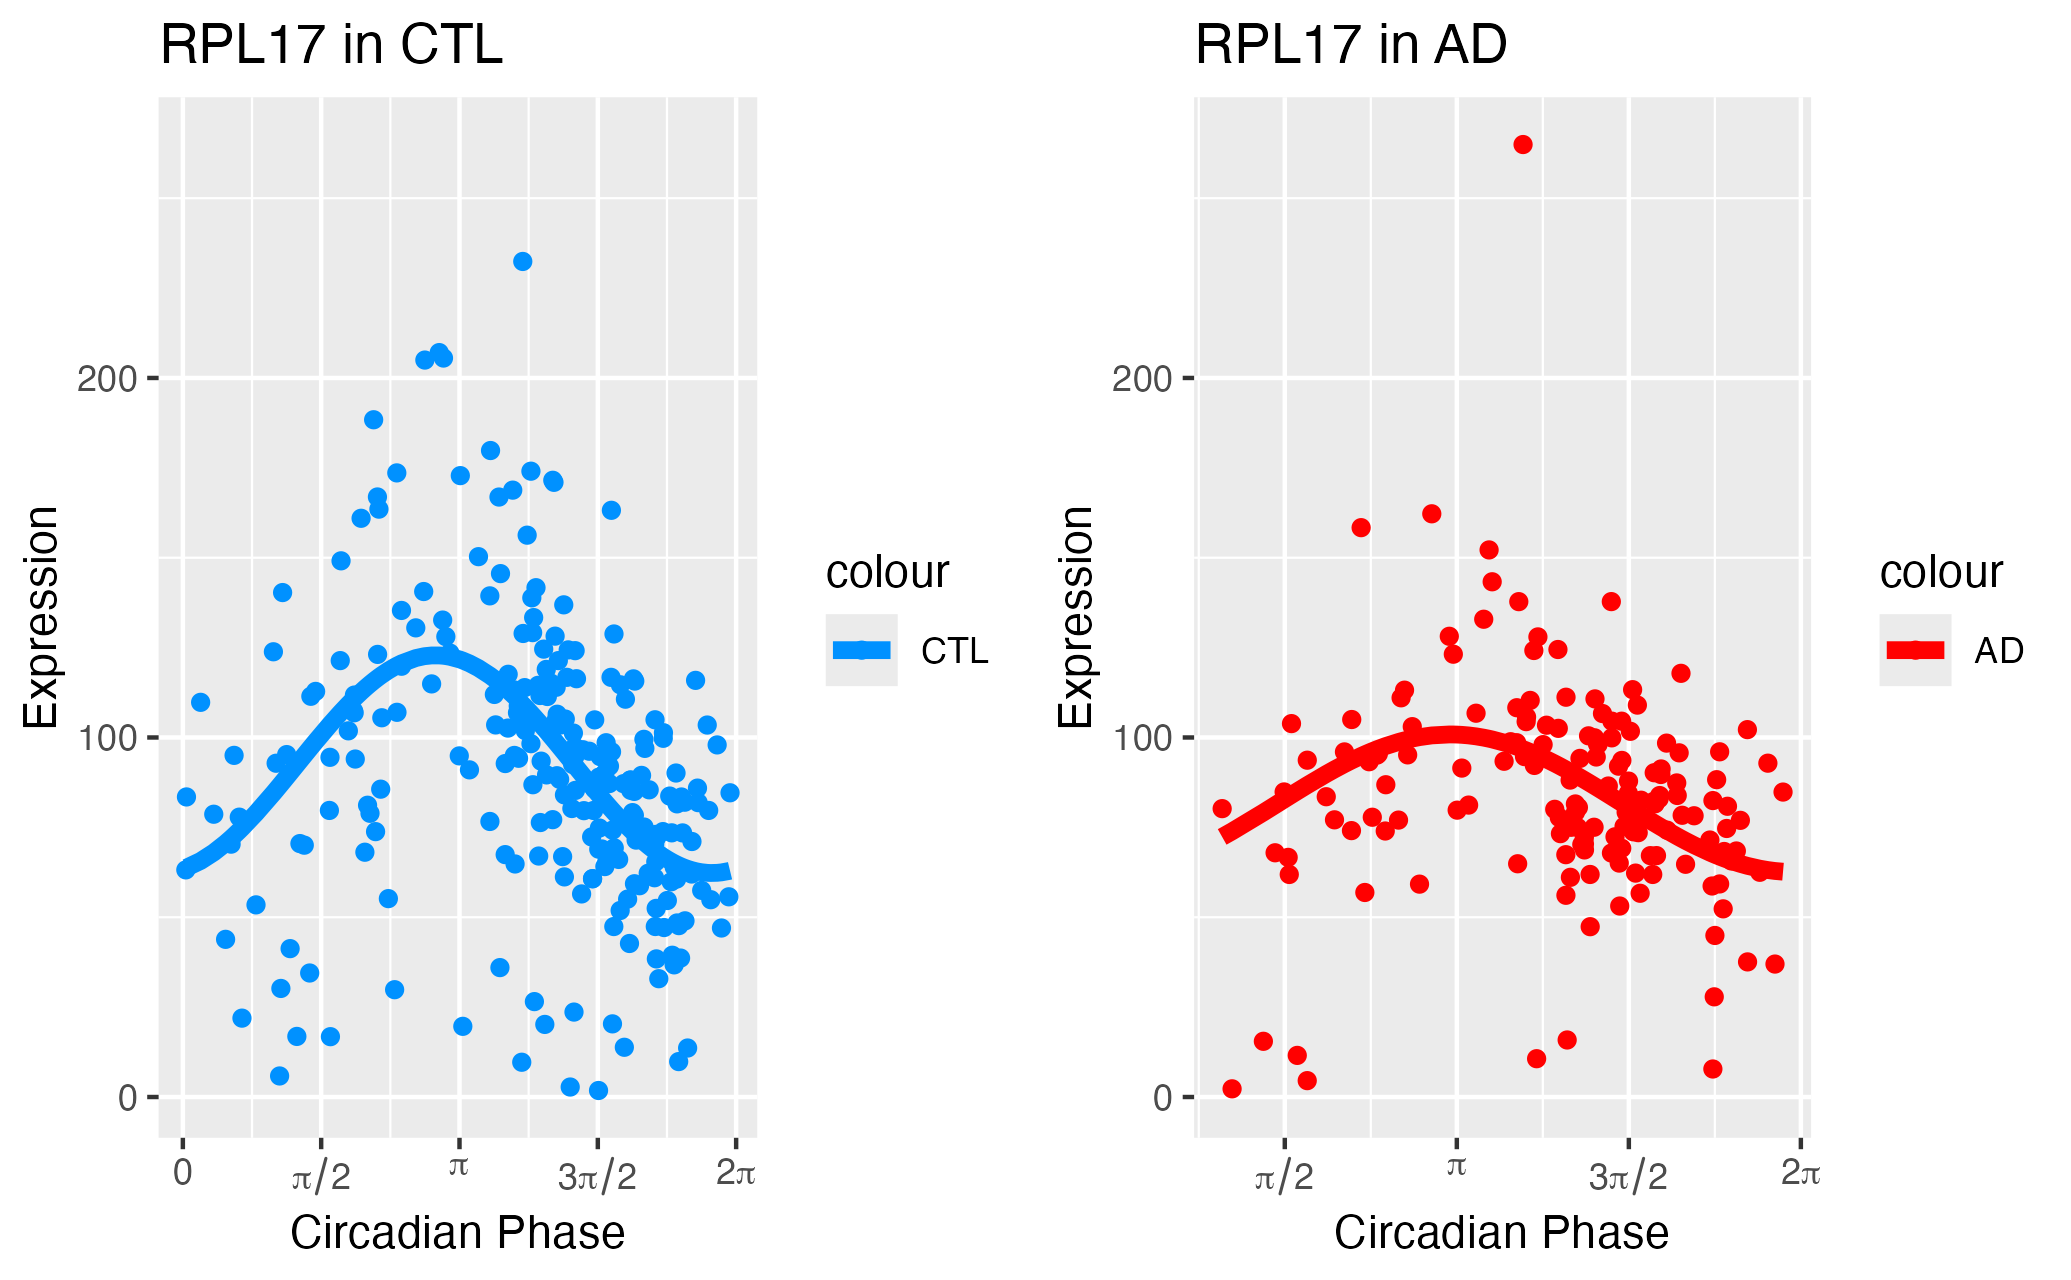 RPL17 in CTL
Expression
200
100
0
0 π/2 π 3π/2 2π
Circadian Phase
colour
CTL
RPL17 in AD
Expression
200
100
0
π/2 π 3π/2 2π
Circadian Phase
colour
AD